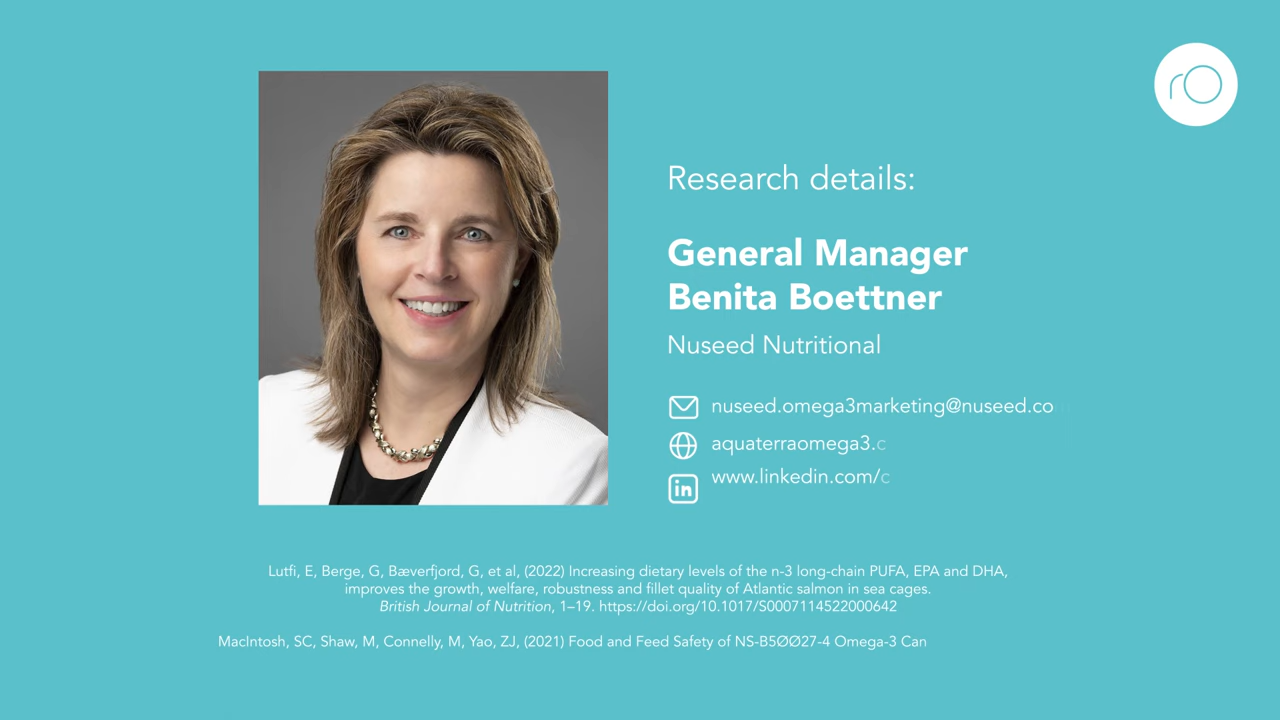 rO
Research details:
General Manager
Benita Boettner
Nuseed Nutritional
nuseed.omega3marketing@nuseed.co
aquaterraomega3.c
in
www.linkedin.com/c
Lutfi, E, Berge, G, Bæverfjord, G, et al, (2022) Increasing dietary levels of the n-3 long-chain PUFA, EPA and DHA,
improves the growth, welfare, robustness and fillet quality of Atlantic salmon in sea cages.
British Journal of Nutrition, 1–19. https://doi.org/10.1017/S0007114522000642
MacIntosh, SC, Shaw, M, Connelly, M, Yao, ZJ, (2021) Food and Feed Safety of NS-B5ØØ27-4 Omega-3 Can